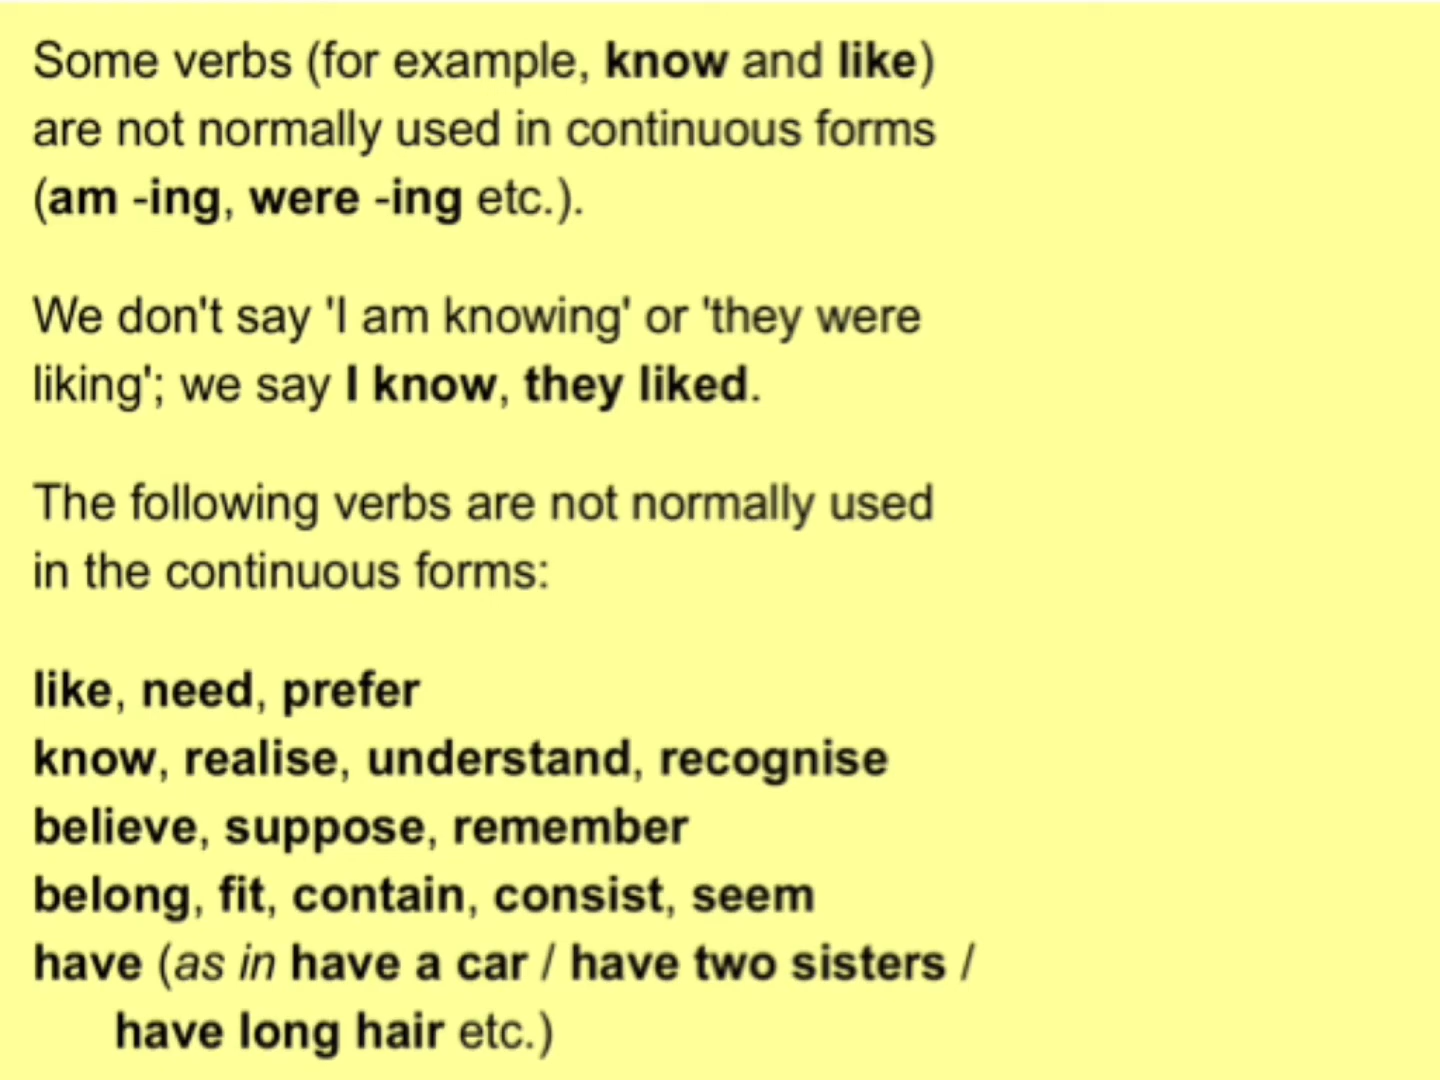 Some verbs (for example, know and like)
are not normally used in continuous forms
(am -ing, were -ing etc.).
We don't say 'I am knowing' or 'they were
liking'; we say I know, they liked.
The following verbs are not normally used
in the continuous forms:
like, need, prefer
know, realise, understand, recognise
believe, suppose, remember
belong, fit, contain, consist, seem
have (as in have a car / have two sisters /
have long hair etc.)